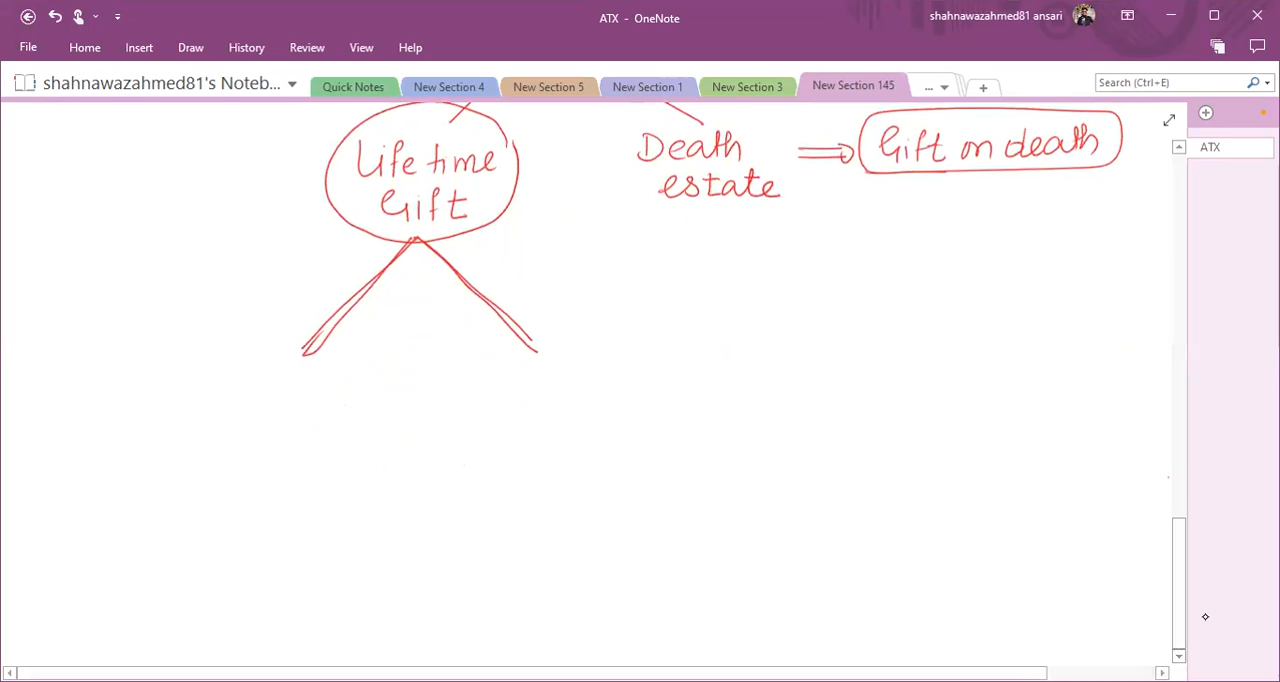 ATX - OneNote
shahnawazahmed81 ansari
File Home Insert Draw History Review View Help
shahnawazahmed81's Noteb... Quick Notes New Section 4 New Section 5 New Section 1 New Section 3 New Section 145 ... Search (Ctrl+E)
ATX
Life time
Gift
Death
estate
Gift on death